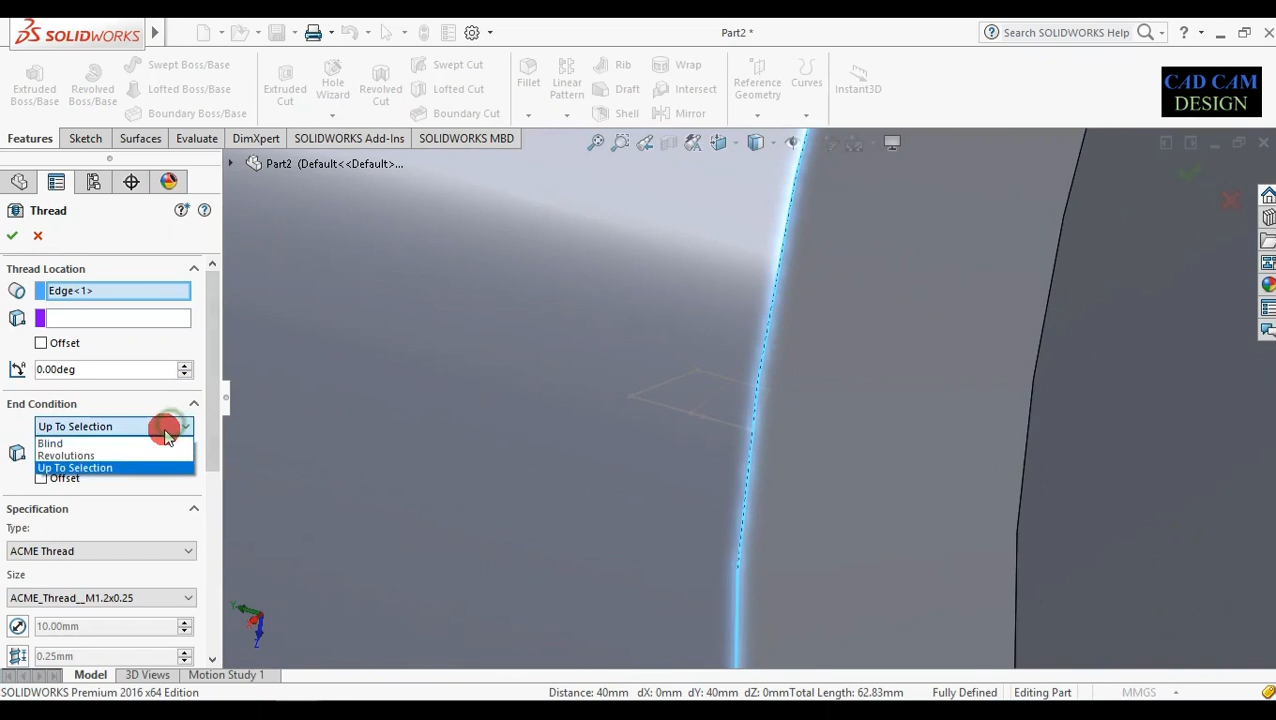 SOLIDWORKS
Part2 *
Search SOLIDWORKS Help
?
Extruded Boss/Base
Revolved Boss/Base
Swept Boss/Base
Lofted Boss/Base
Boundary Boss/Base
Extruded Cut
Hole Wizard
Revolved Cut
Swept Cut
Lofted Cut
Boundary Cut
Fillet
Linear Pattern
Rib
Draft
Shell
Wrap
Intersect
Mirror
Reference Geometry
Curves
Instant3D
CAD CAM
DESIGN
Features
Sketch
Surfaces
Evaluate
DimXpert
SOLIDWORKS Add-Ins
SOLIDWORKS MBD
Part2 (Default<<Default>...
Thread
Thread Location
Edge<1>
Offset
0.00deg
End Condition
Up To Selection
Blind
Revolutions
Up To Selection
Offset
Specification
Type:
ACME Thread
Size
ACME_Thread__M1.2x0.25
10.00mm
0.25mm
Y
Z
Model
3D Views
Motion Study 1
SOLIDWORKS Premium 2016 x64 Edition
Distance: 40mm dX: 0mm dY: 40mm dZ: 0mmTotal Length: 62.83mm
Fully Defined
Editing Part
MMGS